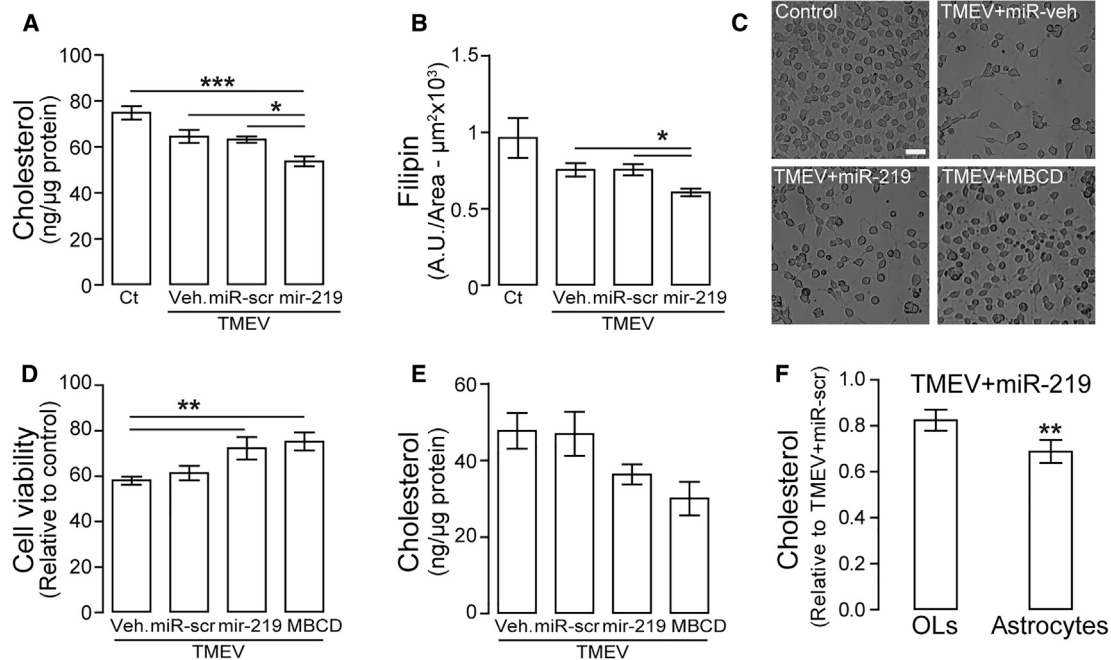 A
Cholesterol
(ng/µg protein)
100
80
60
40
20
0
***
*
Ct
Veh. miR-scr mir-219
TMEV
B
Filipin
(A.U./Area - µm²x10³)
1.5
1
0.5
0
*
Ct
Veh. miR-scr mir-219
TMEV
C
Control
TMEV+miR-veh
TMEV+miR-219
TMEV+MBCD
D
Cell viability
(Relative to control)
100
80
60
40
20
0
**
Veh. miR-scr mir-219 MBCD
TMEV
E
Cholesterol
(ng/µg protein)
60
40
20
0
Veh. miR-scr mir-219 MBCD
TMEV
F
Cholesterol
(Relative to TMEV+miR-scr)
1.0
0.8
0.6
0.4
0.2
0.0
TMEV+miR-219
**
OLs Astrocytes